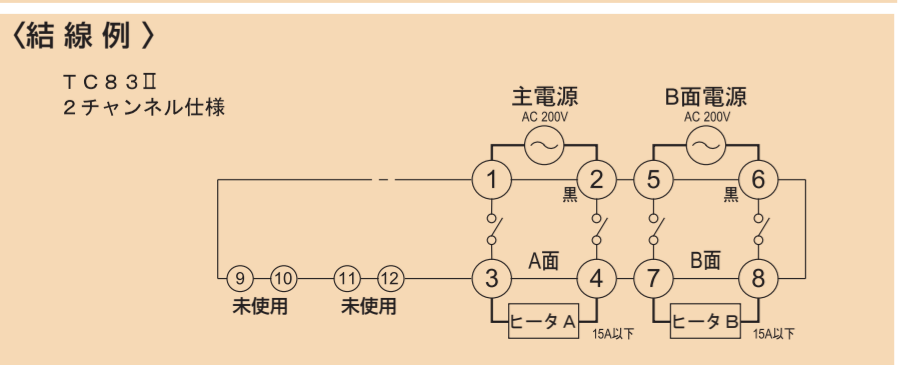 〈結線例〉
TC83Ⅱ
2チャンネル仕様
主電源 B面電源
AC 200V AC 200V
1 2 5 6
黒 黒
A面 B面
9 10 11 12 3 4 7 8
未使用 未使用
ヒータA ヒータB
15A以下 15A以下